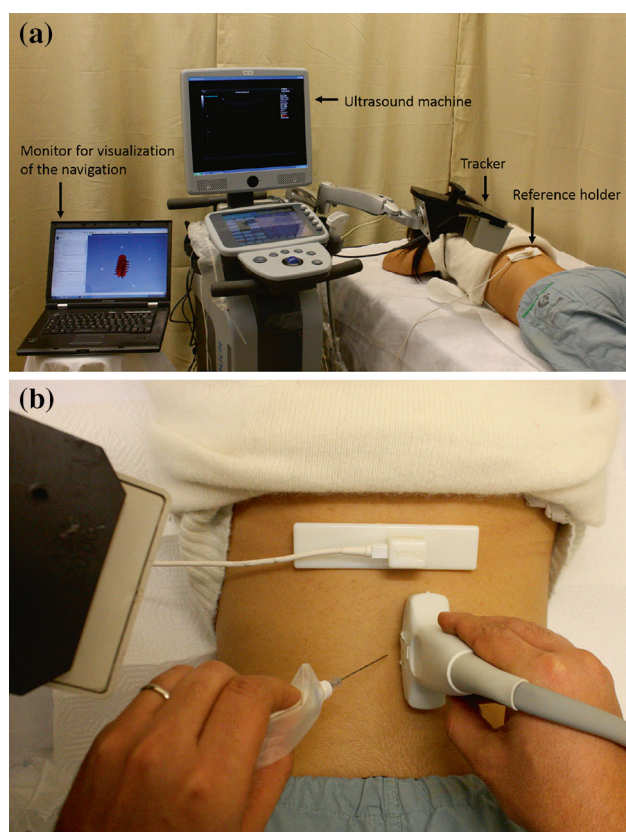 (a)
Ultrasound machine
Monitor for visualization
of the navigation
Tracker
Reference holder
(b)